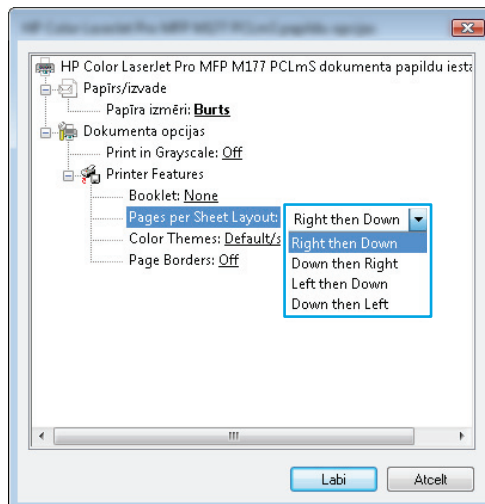 HP Color LaserJet Pro MFP M177 PCLmS dokumenta papildu iesta
Papīrs/izvade
Papīra izmēri: Burts
Dokumenta opcijas
Print in Grayscale: Off
Printer Features
Booklet: None
Pages per Sheet Layout: Right then Down
Right then Down
Color Themes: Default/s
Down then Right
Page Borders: Off
Left then Down
Down then Left
Labi
Atcelt